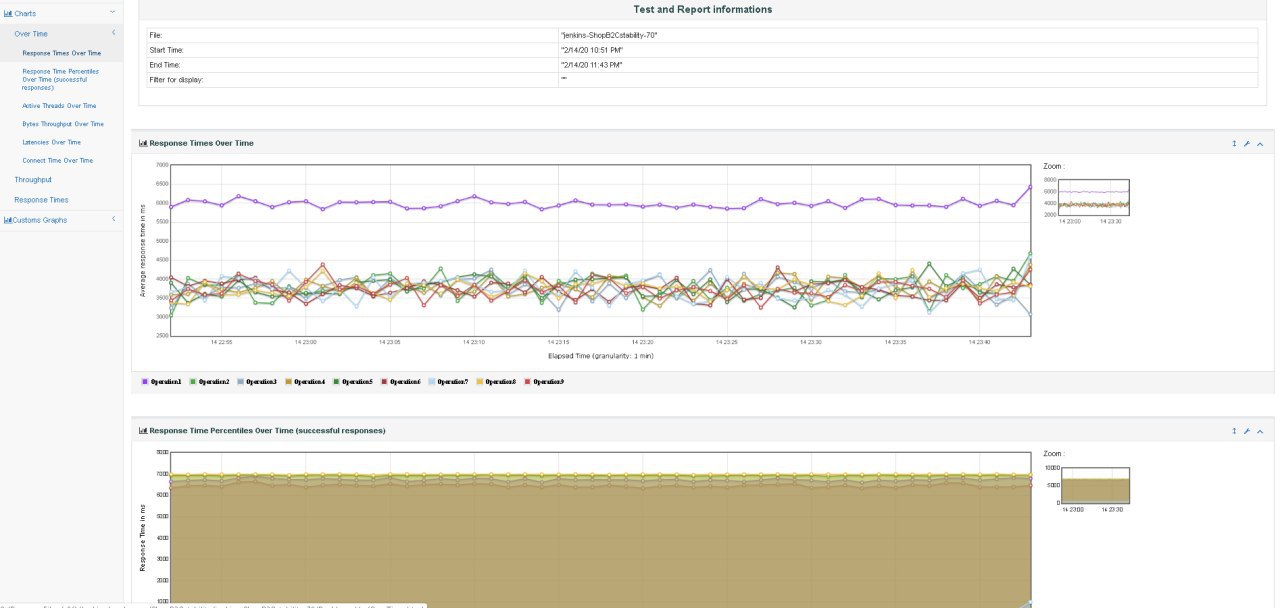 Charts
Over Time
Response Times Over Time
Response Time Percentiles
Over Time (successful
responses)
Active Threads Over Time
Bytes Throughput Over Time
Latencies Over Time
Connect Time Over Time
Throughput
Response Times
Customs Graphs
Test and Report informations
File: "jenkins-ShopB2Cstability-70"
Start Time: "2/14/20 10:51 PM"
End Time: "2/14/20 11:43 PM"
Filter for display: ""
Response Times Over Time
Average response time in ms
7000
6500
6000
5500
5000
4500
4000
3500
3000
2500
14 22:55 14 23:00 14 23:05 14 23:10 14 23:15 14 23:20 14 23:25 14 23:30 14 23:35 14 23:40
Elapsed Time (granularity: 1 min)
Zoom :
8000
6000
4000
2000
14 23:00 14 23:30
Operation1 Operation2 Operation3 Operation4 Operation5 Operation6 Operation7 Operation8 Operation9
Response Time Percentiles Over Time (successful responses)
Response Time in ms
8000
7000
6000
5000
4000
3000
2000
1000
Zoom :
10000
5000
0
14 23:00 14 23:30